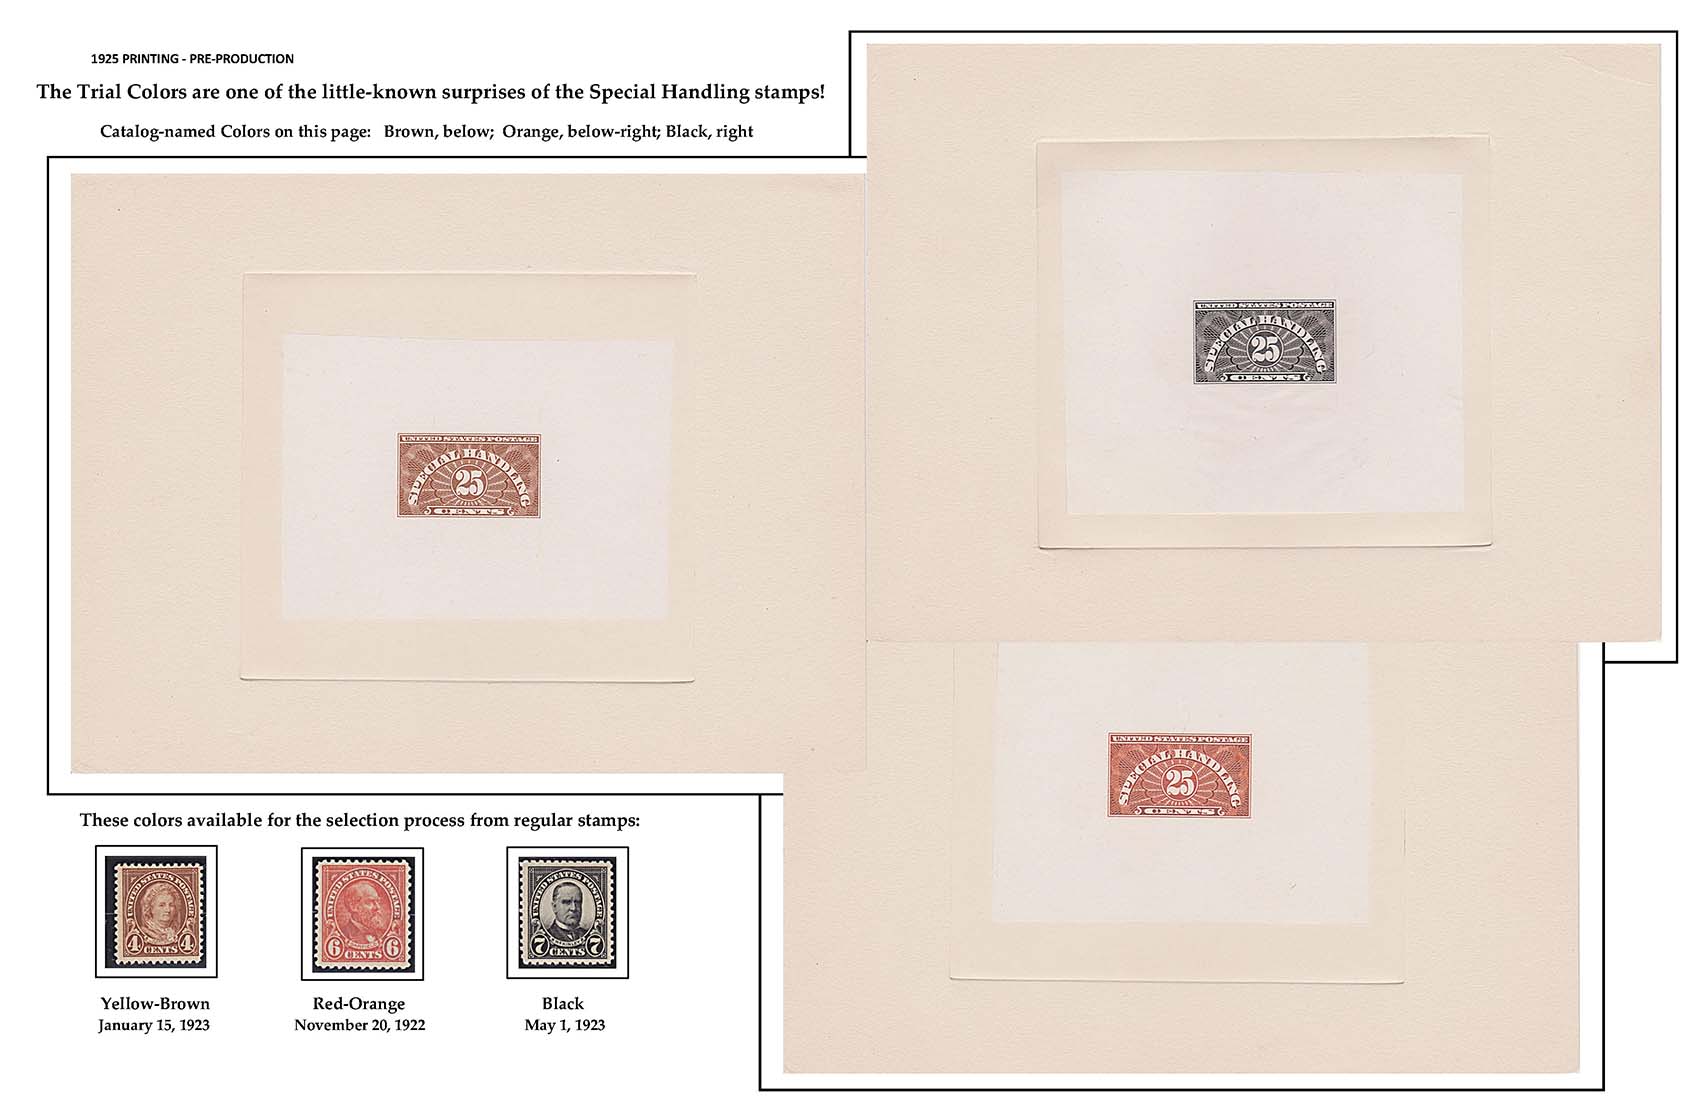 1925 PRINTING - PRE-PRODUCTION
The Trial Colors are one of the little-known surprises of the Special Handling stamps!
Catalog-named Colors on this page: Brown, below; Orange, below-right; Black, right
UNITED STATES POSTAGE
SPECIAL HANDLING
25
CENTS
UNITED STATES POSTAGE
SPECIAL HANDLING
25
CENTS
UNITED STATES POSTAGE
SPECIAL HANDLING
25
CENTS
These colors available for the selection process from regular stamps:
UNITED STATES POSTAGE
4 CENTS 4
UNITED STATES POSTAGE
6 CENTS 6
UNITED STATES POSTAGE
7 CENTS 7
Yellow-Brown
January 15, 1923
Red-Orange
November 20, 1922
Black
May 1, 1923